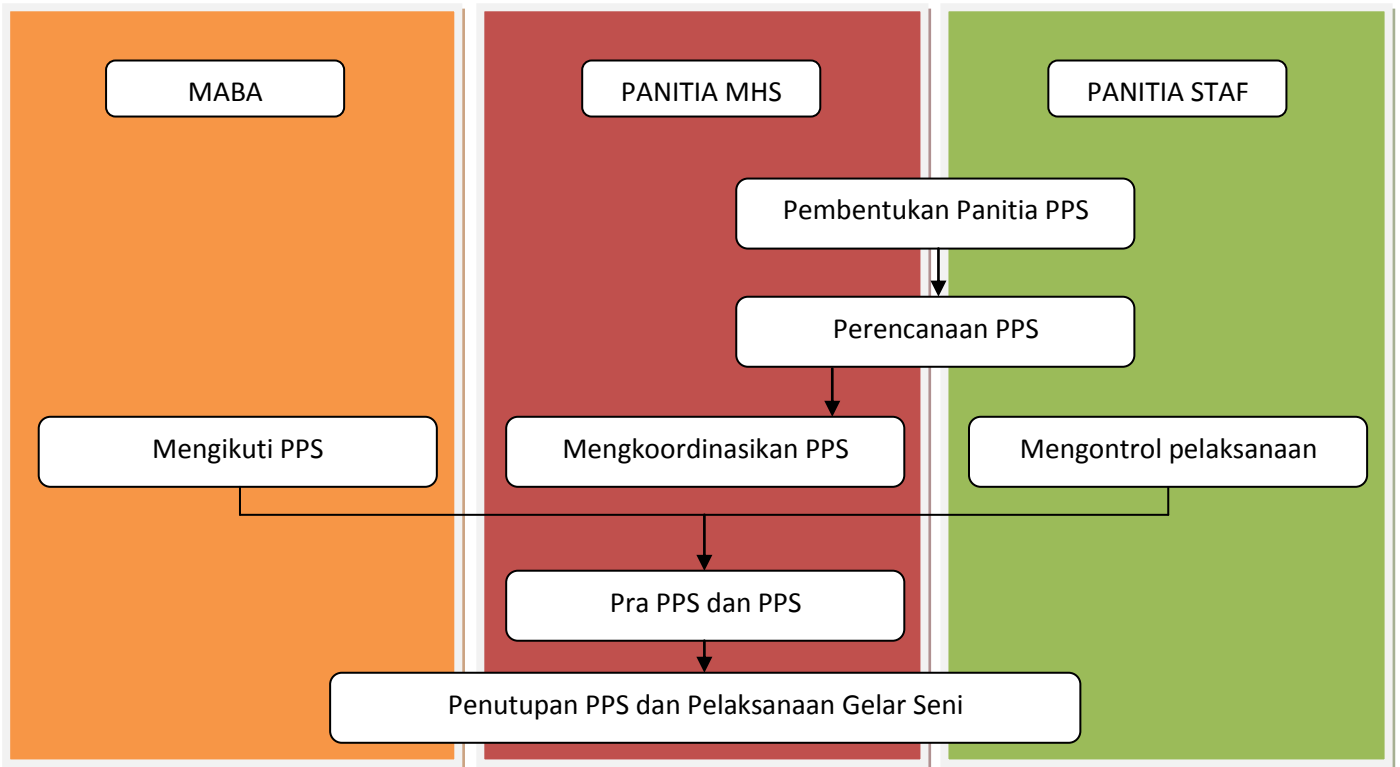 MABA
PANITIA MHS
PANITIA STAF
Pembentukan Panitia PPS
Perencanaan PPS
Mengikuti PPS
Mengkoordinasikan PPS
Mengontrol pelaksanaan
Pra PPS dan PPS
Penutupan PPS dan Pelaksanaan Gelar Seni